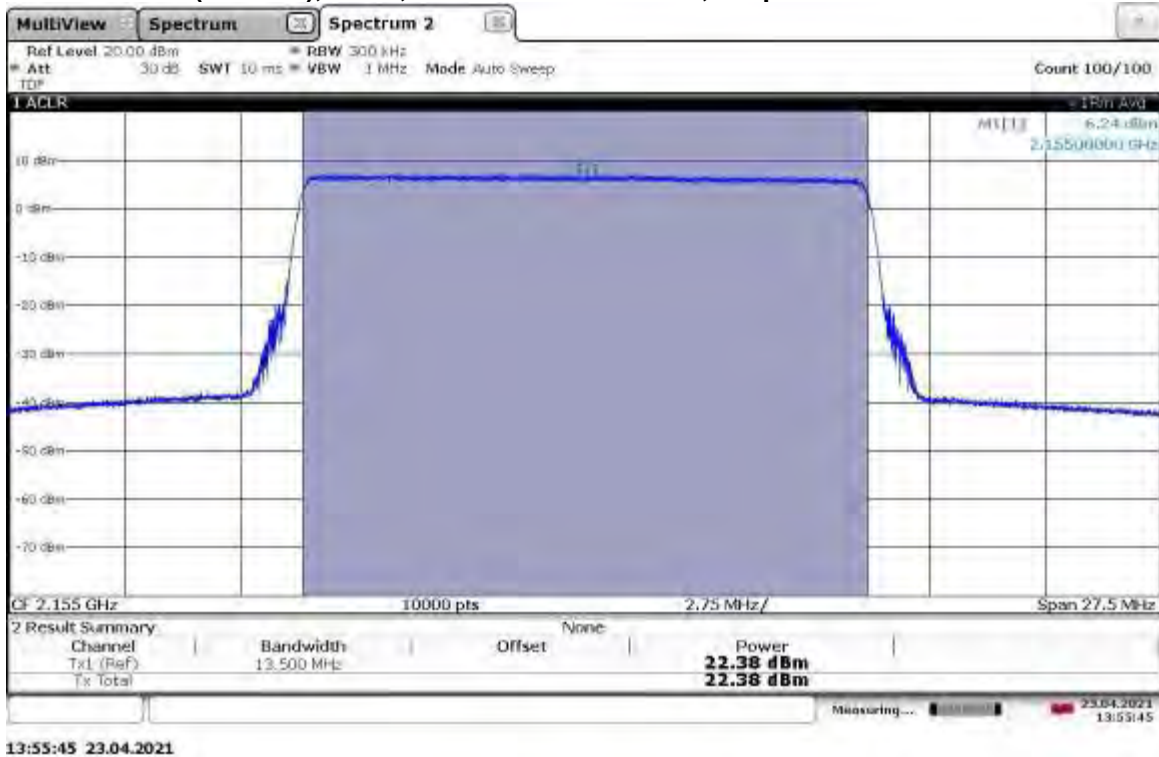 MultiView Spectrum Spectrum 2
Ref Level 20.00 dBm RBW 300 kHz
Att 30 dB SWT 10 ms VBW 1 MHz Mode Auto Sweep Count 100/100
TDF
1 ACLR 1Rm Avg
M1[1] 6.24 dBm
2.15500000 GHz
10 dBm
0 dBm
-10 dBm
-20 dBm
-30 dBm
-40 dBm
-50 dBm
-60 dBm
-70 dBm
CF 2.155 GHz 10000 pts 2.75 MHz/ Span 27.5 MHz
2 Result Summary None
Channel Bandwidth Offset Power
Tx1 (Ref) 13.500 MHz 22.38 dBm
Tx Total 22.38 dBm
Measuring... 23.04.2021
13:55:45
13:55:45 23.04.2021